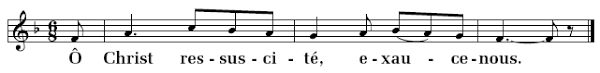 Ô Christ res - sus - ci - té, e - xau - ce - nous.